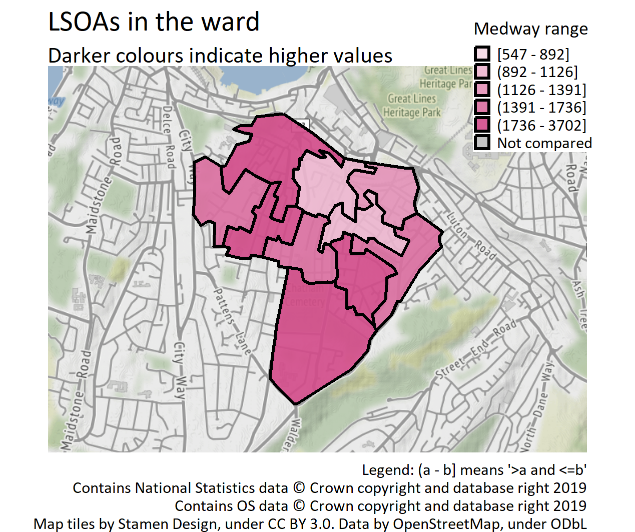 LSOAs in the ward
Darker colours indicate higher values
Medway range
[547 - 892]
(892 - 1126]
(1126 - 1391]
(1391 - 1736]
(1736 - 3702]
Not compared
Great Lines
Heritage Park
Great Lines
Heritage Park
way
Delce Road
City W
Maidstone Road
Luton Road
Road
Ash Tree
Pattens Lane
City Way
Maidstone Road
Street End Road
North Dane Way
Walder
Legend: (a - b] means '>a and <=b'
Contains National Statistics data © Crown copyright and database right 2019
Contains OS data © Crown copyright and database right 2019
Map tiles by Stamen Design, under CC BY 3.0. Data by OpenStreetMap, under ODbL